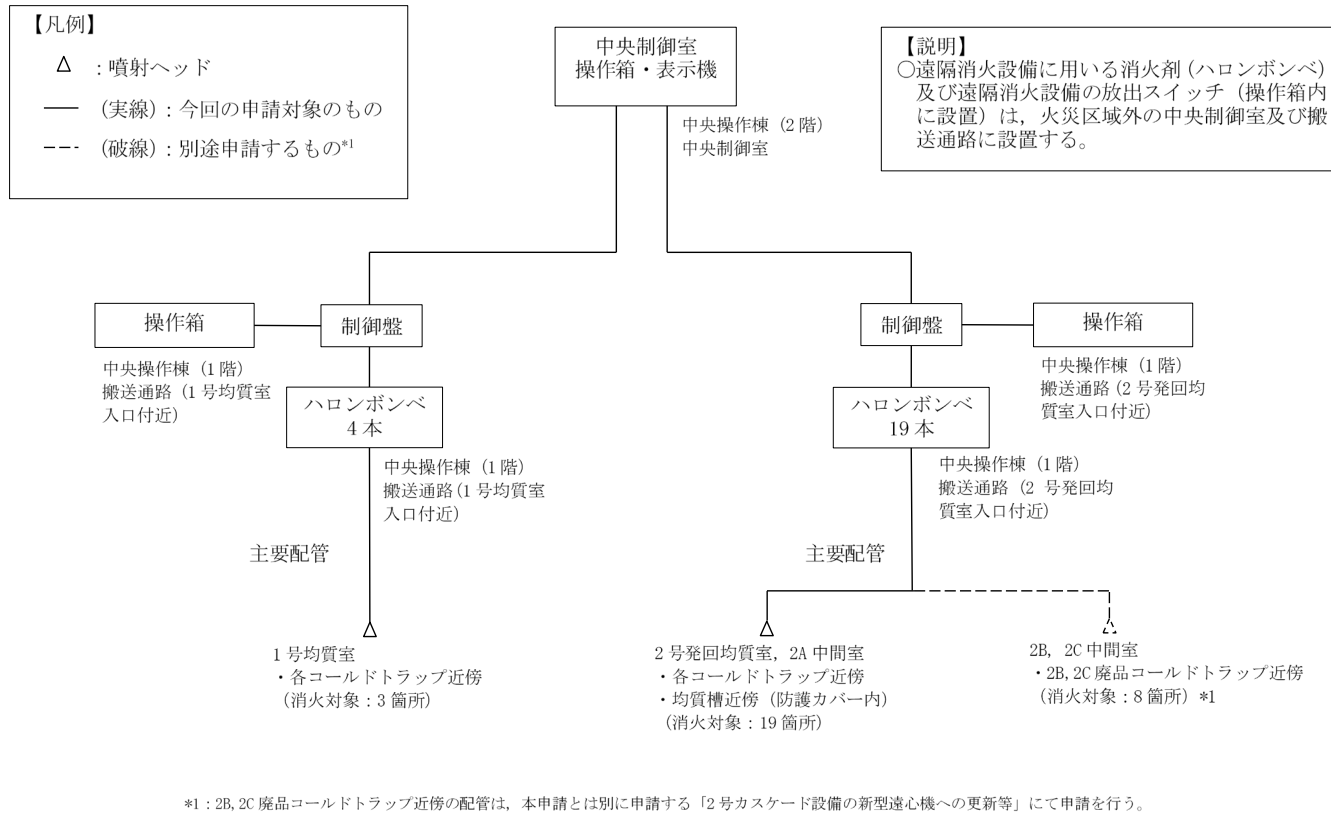 【凡例】
△ ：噴射ヘッド
── (実線)：今回の申請対象のもの
--- (破線)：別途申請するもの*1
中央制御室
操作箱・表示機
中央操作棟（2階）
中央制御室
【説明】
○遠隔消火設備に用いる消火剤(ハロンボンベ)
及び遠隔消火設備の放出スイッチ（操作箱内
に設置）は，火災区域外の中央制御室及び搬
送通路に設置する。
操作箱
制御盤
中央操作棟（1階）
搬送通路（1号均質室
入口付近）
ハロンボンベ
4本
中央操作棟（1階）
搬送通路(1号均質室
入口付近）
主要配管
1号均質室
・各コールドトラップ近傍
（消火対象：3箇所）
制御盤
操作箱
中央操作棟（1階）
搬送通路（2号発回均
質室入口付近）
ハロンボンベ
19本
中央操作棟（1階）
搬送通路（2 号発回均
質室入口付近）
主要配管
2号発回均質室，2A中間室
・各コールドトラップ近傍
・均質槽近傍（防護カバー内）
（消火対象：19箇所）
2B，2C中間室
・2B,2C廃品コールドトラップ近傍
（消火対象：8箇所）*1
*1：2B,2C廃品コールドトラップ近傍の配管は，本申請とは別に申請する「2号カスケード設備の新型遠心機への更新等」にて申請を行う。